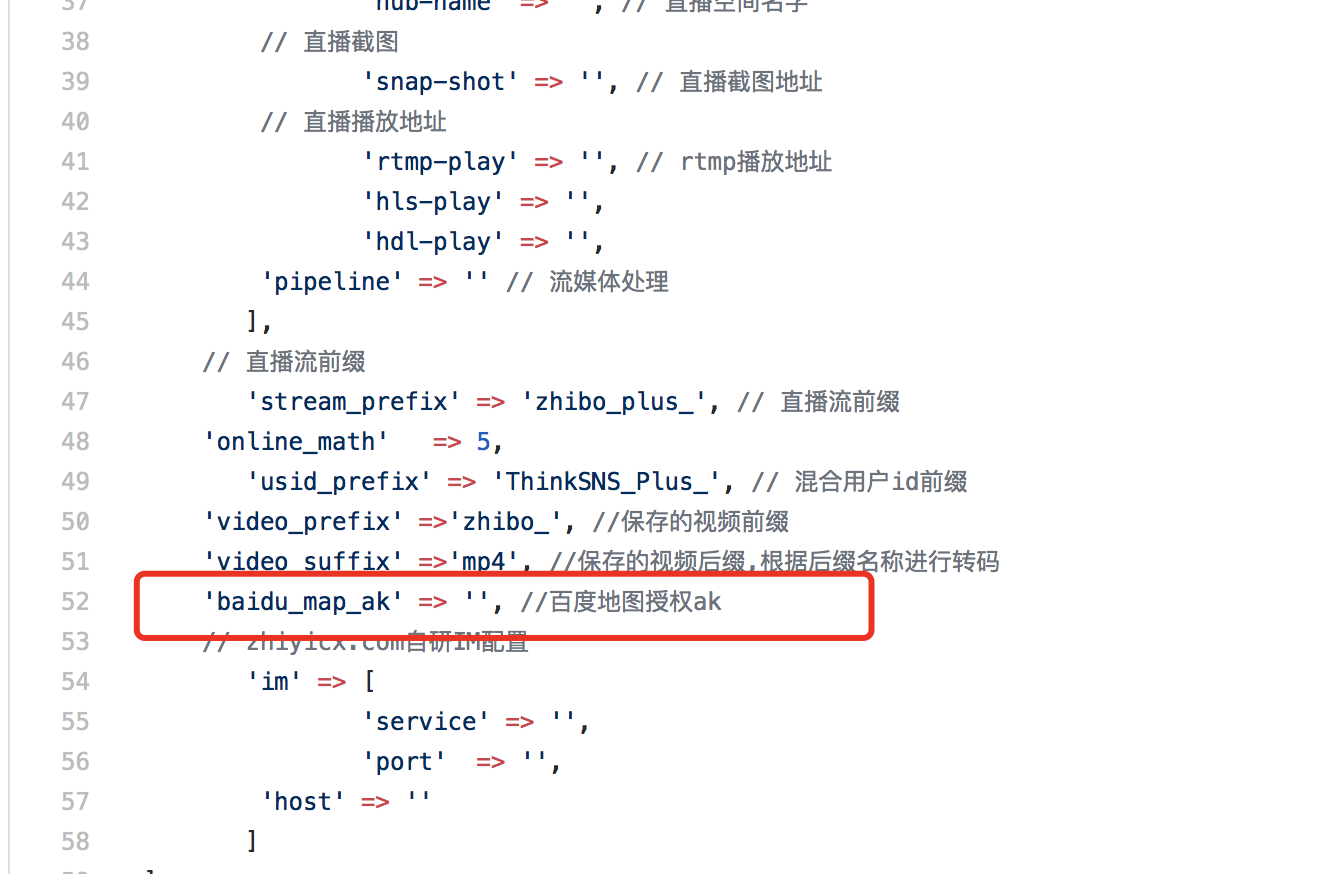 37 'hub-name' => '', // 直播空间名字
38 // 直播截图
39 'snap-shot' => '', // 直播截图地址
40 // 直播播放地址
41 'rtmp-play' => '', // rtmp播放地址
42 'hls-play' => '',
43 'hdl-play' => '',
44 'pipeline' => '' // 流媒体处理
45 ],
46 // 直播流前缀
47 'stream_prefix' => 'zhibo_plus_', // 直播流前缀
48 'online_math' => 5,
49 'usid_prefix' => 'ThinkSNS_Plus_', // 混合用户id前缀
50 'video_prefix' =>'zhibo_', //保存的视频前缀
51 'video_suffix' =>'mp4', //保存的视频后缀,根据后缀名称进行转码
52 'baidu_map_ak' => '', //百度地图授权ak
53 // zhiyicx.com自研IM配置
54 'im' => [
55 'service' => '',
56 'port' => '',
57 'host' => ''
58 ]